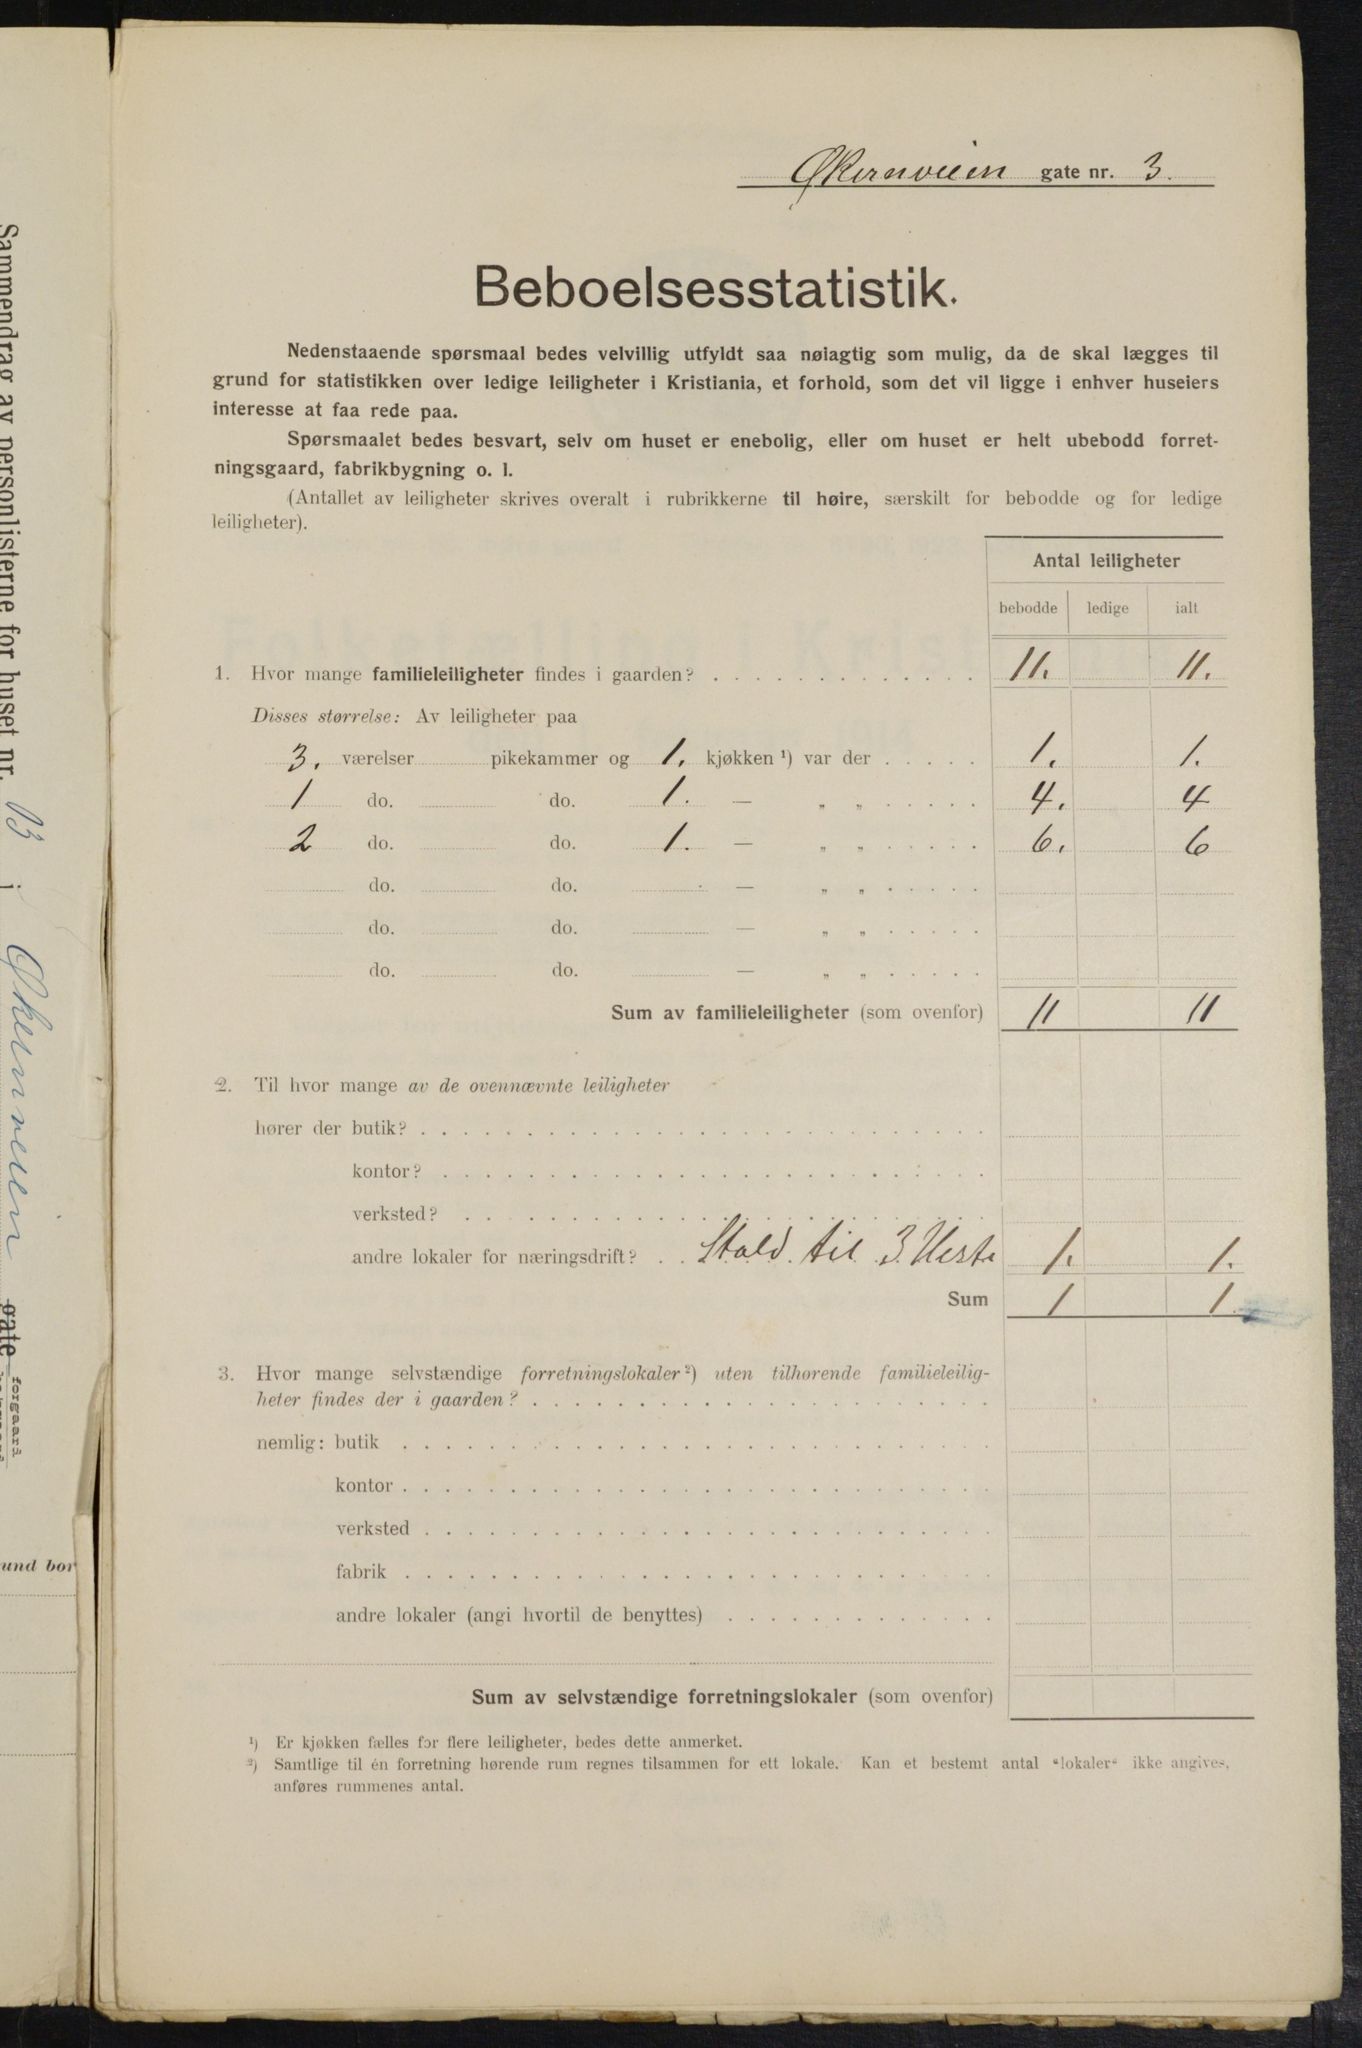 Økernveien gate nr. 3.
Beboelsesstatistik.
Nedenstaaende spørsmaal bedes velvillig utfyldt saa nøiagtig som mulig, da de skal lægges til
grund for statistikken over ledige leiligheter i Kristiania, et forhold, som det vil ligge i enhver huseiers
interesse at faa rede paa.
Spørsmaalet bedes besvart, selv om huset er enebolig, eller om huset er helt ubebodd forret-
ningsgaard, fabrikbygning o. l.
(Antallet av leiligheter skrives overalt i rubrikkerne til høire, særskilt for bebodde og for ledige
leiligheter).
Antal leiligheter
bebodde ledige ialt
1. Hvor mange familieleiligheter findes i gaarden? . . . . . . . . . . . . . 11. 11.
Disses størrelse: Av leiligheter paa
3. værelser pikekammer og 1. kjøkken ¹) var der . . . . . 1. 1.
1 do. do. 1. — „ „ . . . . . 4. 4
2 do. do. 1. — „ „ . . . . . 6. 6
do. do. — „ „ . . . . .
do. do. — „ „ . . . . .
do. do. — „ „ . . . . .
Sum av familieleiligheter (som ovenfor) 11 11
2. Til hvor mange av de ovennævnte leiligheter
hører der butik? . . . . . . . . . . . . . . . . . . . . . .
kontor? . . . . . . . . . . . . . . . . . . . . .
verksted? . . . . . . . . . . . . . . . . . . . .
andre lokaler for næringsdrift? . . Stald til 3 Heste 1. 1.
Sum 1 1.
3. Hvor mange selvstændige forretningslokaler ²) uten tilhørende familieleilig-
heter findes der i gaarden? . . . . . . . . . . . . . . . . . .
nemlig: butik . . . . . . . . . . . . . . . . . . . . . .
kontor . . . . . . . . . . . . . . . . . . . . . .
verksted . . . . . . . . . . . . . . . . . . . . .
fabrik . . . . . . . . . . . . . . . . . . . . . .
andre lokaler (angi hvortil de benyttes) . . . . . . . . . .
Sum av selvstændige forretningslokaler (som ovenfor)
¹) Er kjøkken fælles for flere leiligheter, bedes dette anmerket.
²) Samtlige til én forretning hørende rum regnes tilsammen for ett lokale. Kan et bestemt antal "lokaler" ikke angives,
anføres rummenes antal.
Sammendrag av personlisterne for huset nr. 3 i Økernveien gate
forgaard
und bor